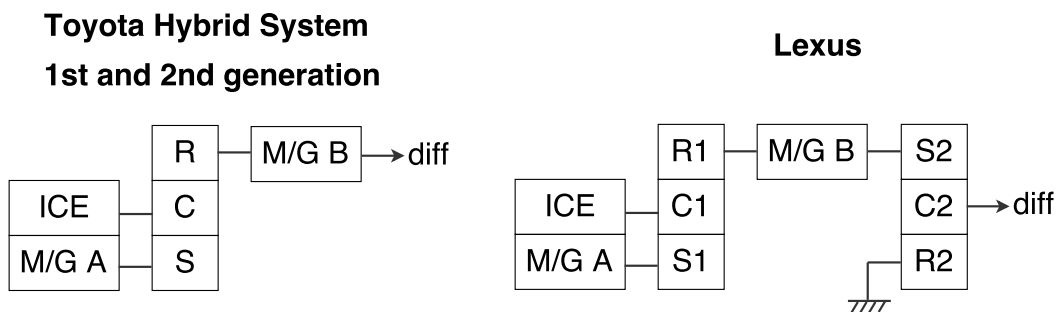 Toyota Hybrid System
1st and 2nd generation
R
M/G B
diff
ICE
C
M/G A
S
Lexus
R1
M/G B
S2
ICE
C1
C2
diff
M/G A
S1
R2